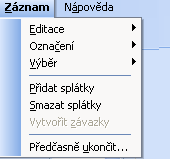 Záznam Nápověda
Editace
Označení
Výběr
Přidat splátky
Smazat splátky
Vytvořit závazky
Předčasně ukončit...